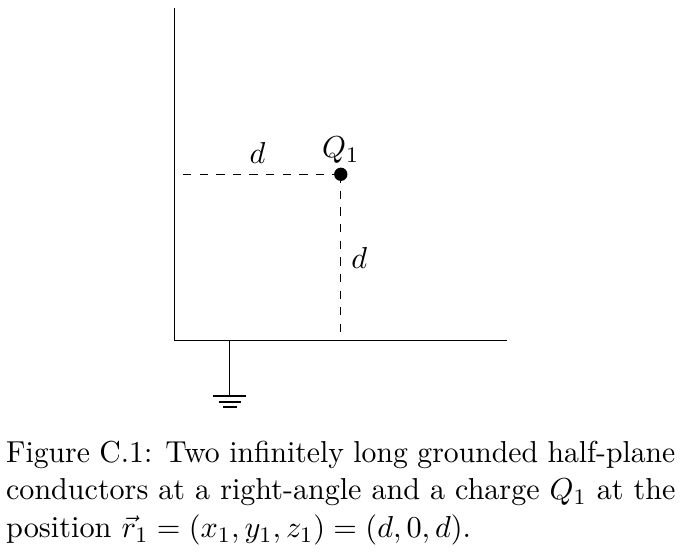 d
Q₁
d
Figure C.1: Two infinitely long grounded half-plane
conductors at a right-angle and a charge Q₁ at the
position r⃗₁ = (x₁, y₁, z₁) = (d, 0, d).